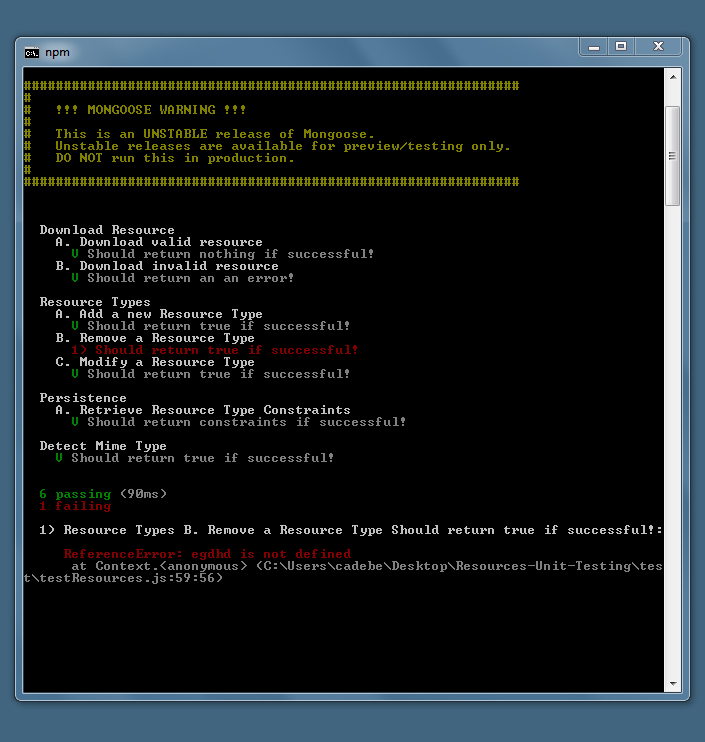 npm
##############################################################
#
#   !!! MONGOOSE WARNING !!!
#
#   This is an UNSTABLE release of Mongoose.
#   Unstable releases are available for preview/testing only.
#   DO NOT run this in production.
#
##############################################################
Download Resource
A. Download valid resource
V Should return nothing if successful!
B. Download invalid resource
V Should return an an error!
Resource Types
A. Add a new Resource Type
V Should return true if successful!
B. Remove a Resource Type
1) Should return true if successful!
C. Modify a Resource Type
V Should return true if successful!
Persistence
A. Retrieve Resource Type Constraints
V Should return constraints if successful!
Detect Mime Type
V Should return true if successful!
6 passing (90ms)
1 failing
1) Resource Types B. Remove a Resource Type Should return true if successful!:
ReferenceError: egdhd is not defined
at Context.<anonymous> (C:\Users\cadebe\Desktop\Resources-Unit-Testing\tes
t\testResources.js:59:56)